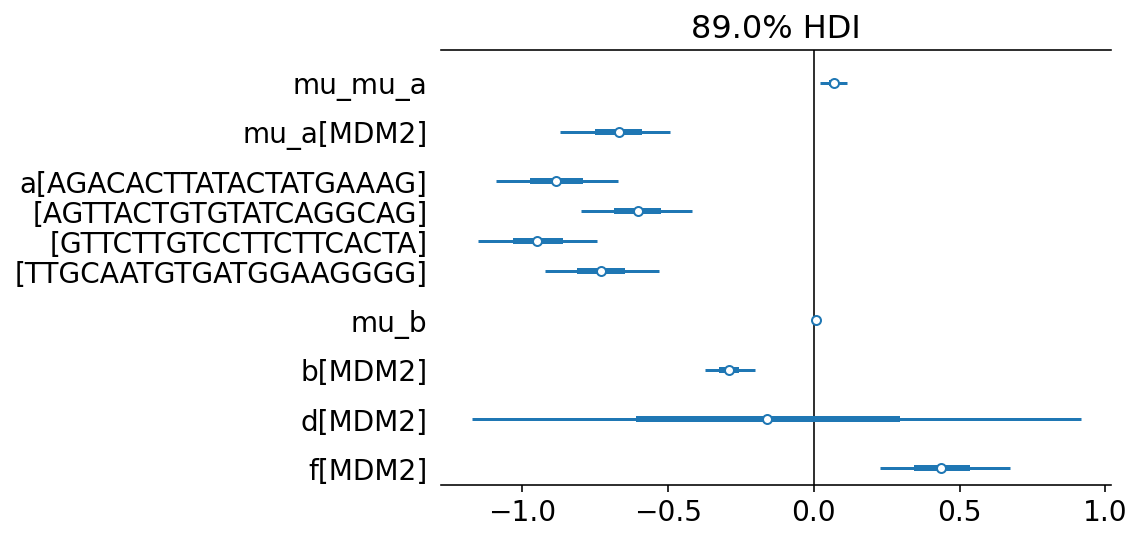 89.0% HDI
mu_mu_a
mu_a[MDM2]
a[AGACACTTATACTATGAAAG]
[AGTTACTGTGTATCAGGCAG]
[GTTCTTGTCCTTCTTCACTA]
[TTGCAATGTGATGGAAGGGG]
mu_b
b[MDM2]
d[MDM2]
f[MDM2]
−1.0 −0.5 0.0 0.5 1.0